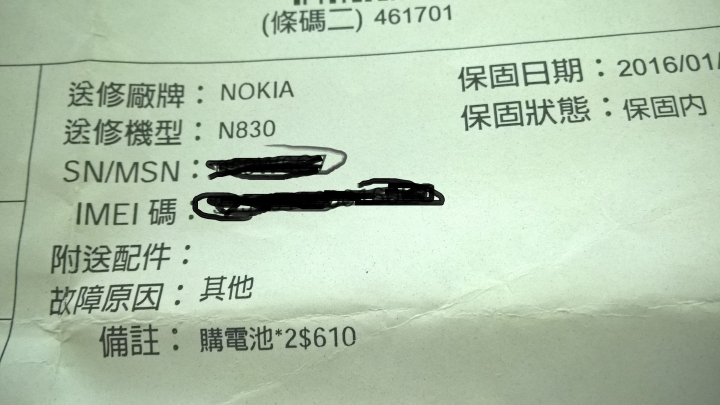 (條碼二) 461701
送修廠牌：NOKIA
保固日期：2016/01/
送修機型：N830
保固狀態：保固內
SN/MSN：
IMEI 碼：
附送配件：
故障原因：其他
備註：購電池*2$610